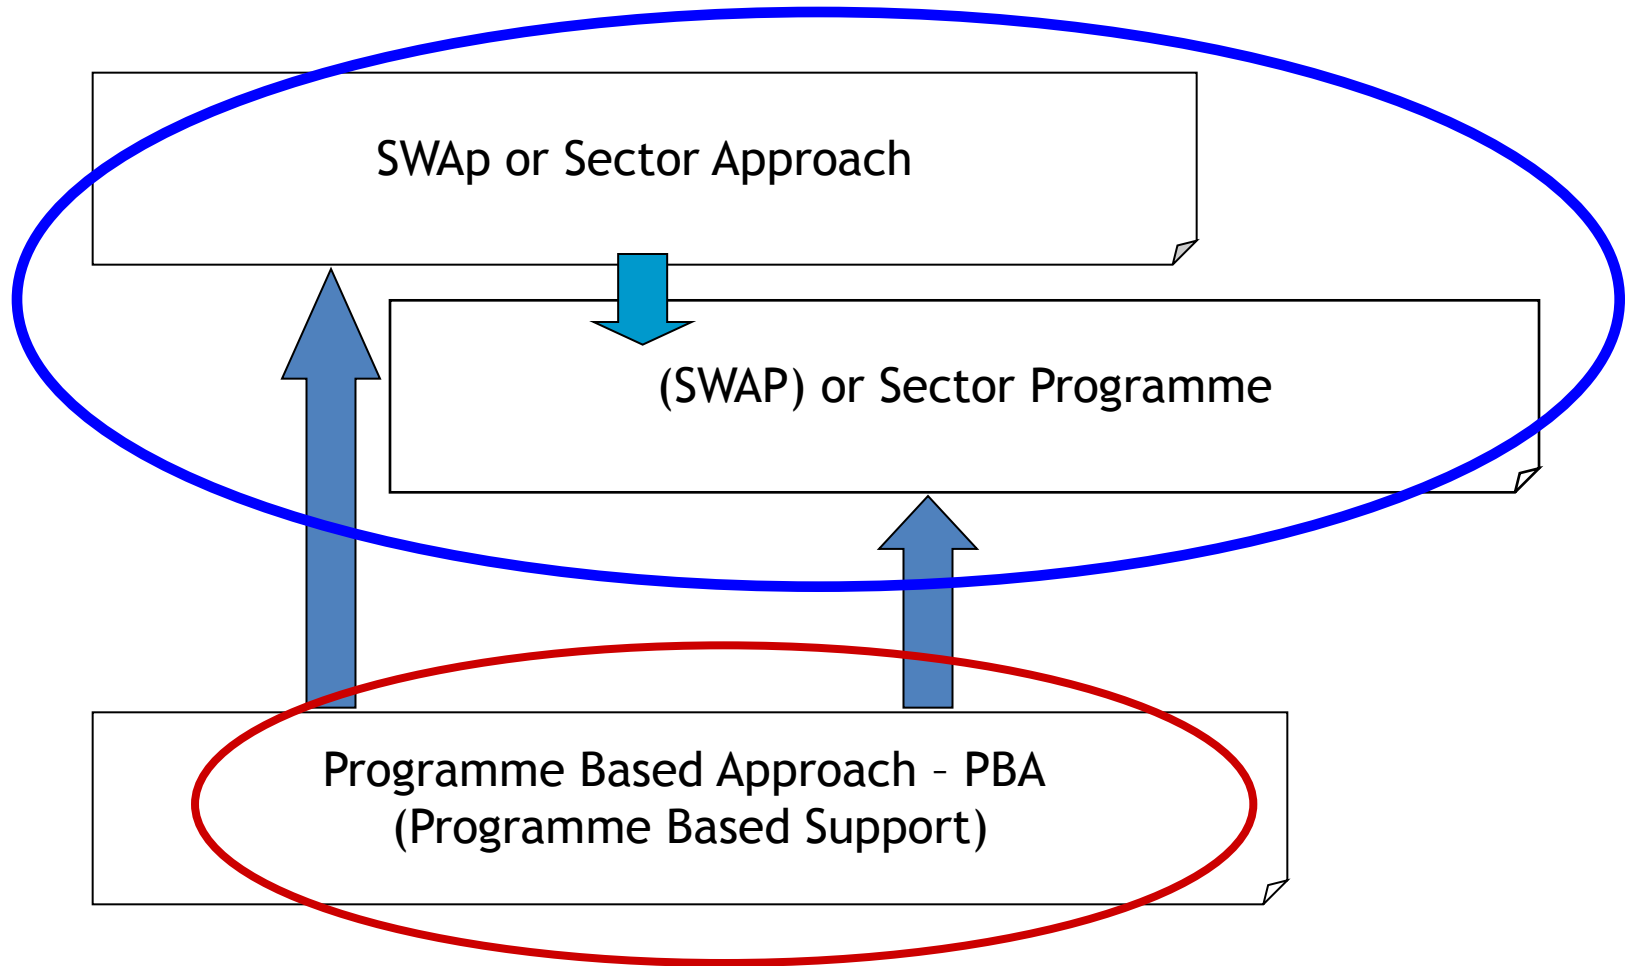 SWAp or Sector Approach
(SWAP) or Sector Programme
Programme Based Approach – PBA
(Programme Based Support)